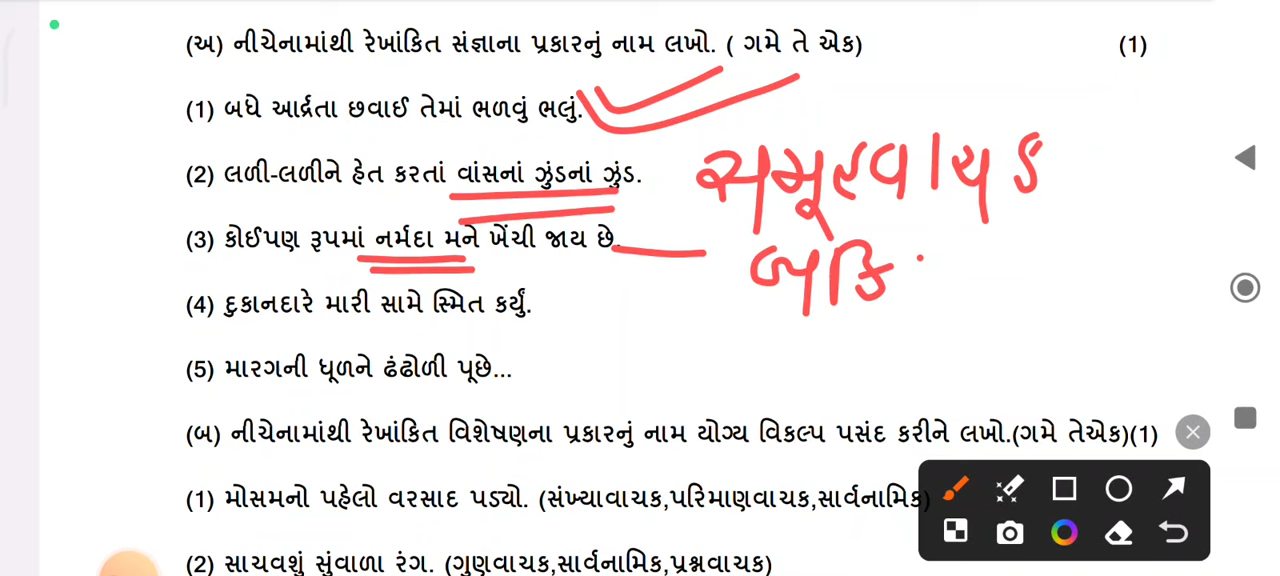 (અ) નીચેનામાંથી રેખાંકિત સંજ્ઞાના પ્રકારનું નામ લખો. ( ગમે તે એક) (1)
(1) બધે આર્દ્રતા છવાઈ તેમાં ભળવું ભલું.
(2) લળી-લળીને હેત કરતાં વાંસનાં ઝુંડનાં ઝુંડ. સમૂહવાચક
(3) કોઈપણ રૂપમાં નર્મદા મને ખેંચી જાય છે. વ્યક્તિ
(4) દુકાનદારે મારી સામે સ્મિત કર્યું.
(5) મારગની ધૂળને ઢંઢોળી પૂછે...
(બ) નીચેનામાંથી રેખાંકિત વિશેષણના પ્રકારનું નામ યોગ્ય વિકલ્પ પસંદ કરીને લખો.(ગમે તેએક)(1)
(1) મોસમનો પહેલો વરસાદ પડ્યો. (સંખ્યાવાચક,પરિમાણવાચક,સાર્વનામિક)
(2) સાચવશું સુંવાળા રંગ. (ગુણવાચક,સાર્વનામિક,પ્રશ્નવાચક)